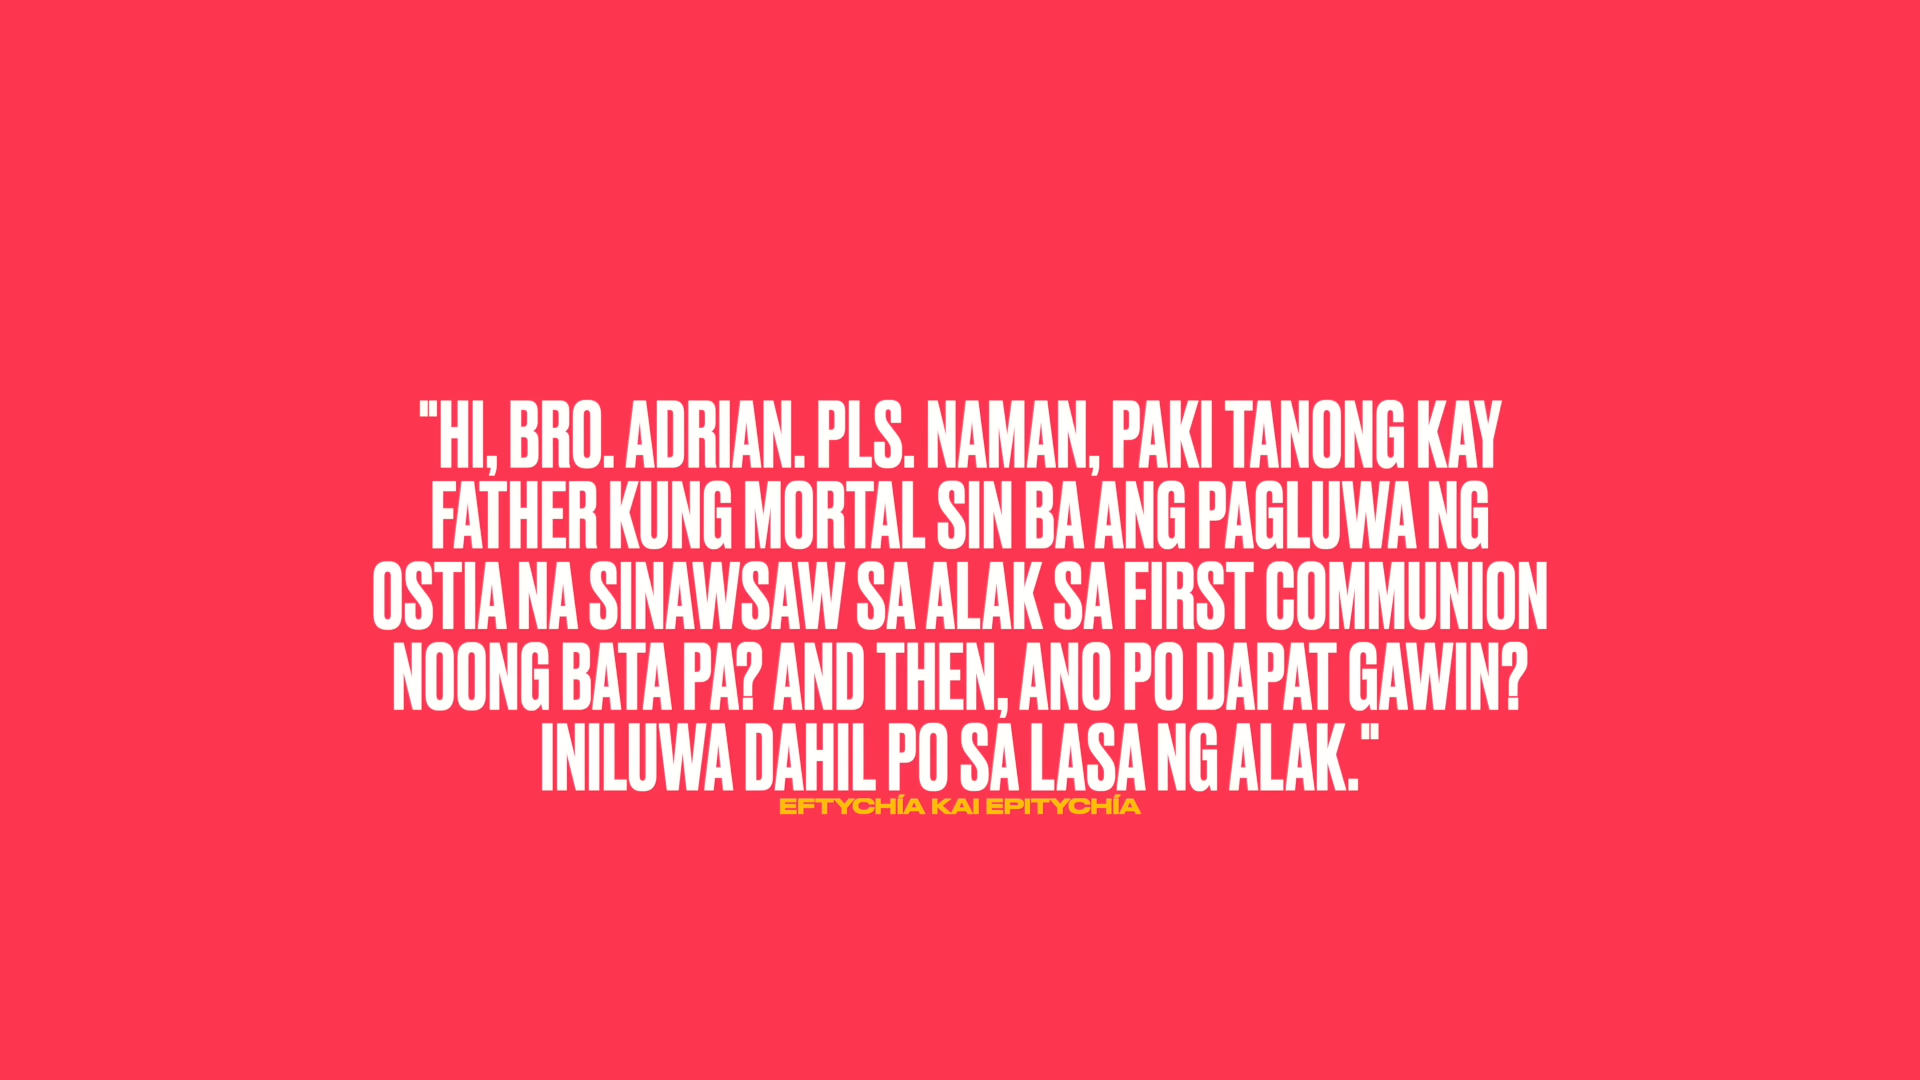 "HI, BRO. ADRIAN. PLS. NAMAN, PAKI TANONG KAY
FATHER KUNG MORTAL SIN BA ANG PAGLUWA NG
OSTIA NA SINAWSAW SA ALAK SA FIRST COMMUNION
NOONG BATA PA? AND THEN, ANO PO DAPAT GAWIN?
INILUWA DAHIL PO SA LASA NG ALAK."
EFTYCHÍA KAI EPITYCHÍA